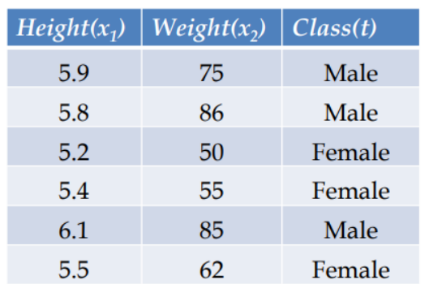 Height(x₁) Weight(x₂) Class(t)
5.9 75 Male
5.8 86 Male
5.2 50 Female
5.4 55 Female
6.1 85 Male
5.5 62 Female